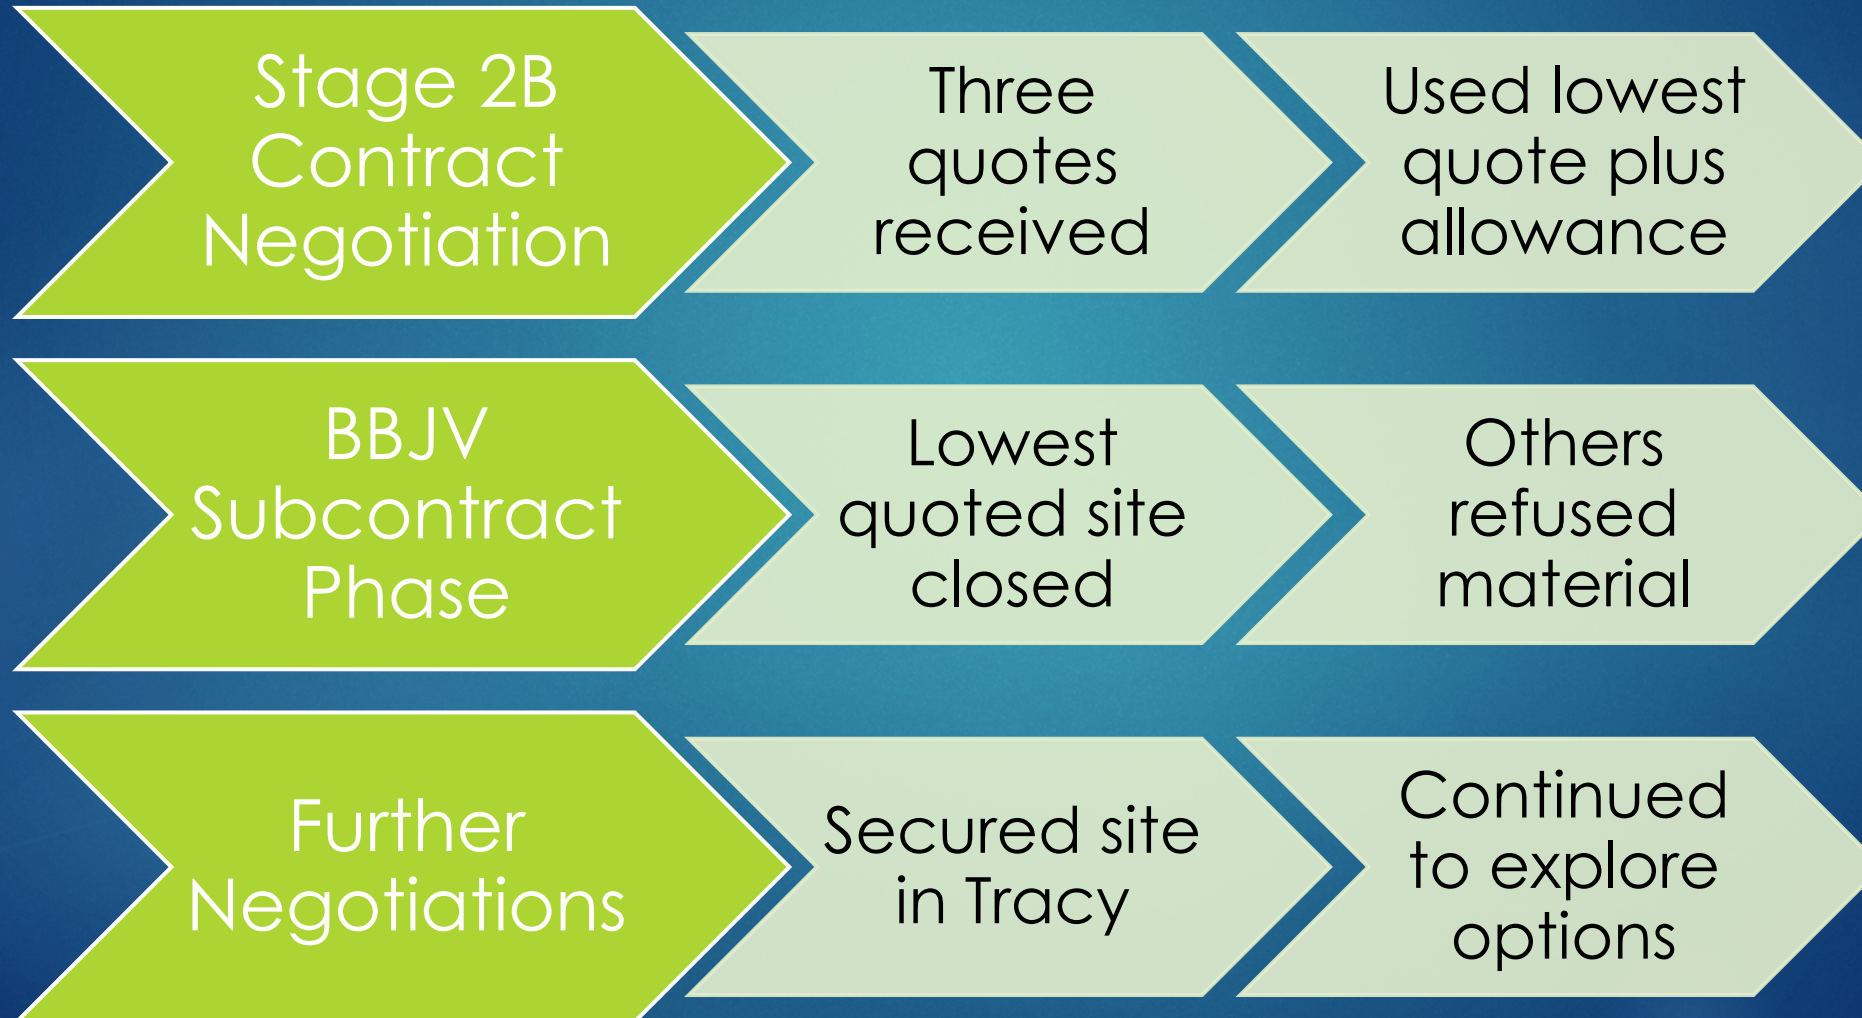 Stage 2B
Contract
Negotiation
Three
quotes
received
Used lowest
quote plus
allowance
BBJV
Subcontract
Phase
Lowest
quoted site
closed
Others
refused
material
Further
Negotiations
Secured site
in Tracy
Continued
to explore
options